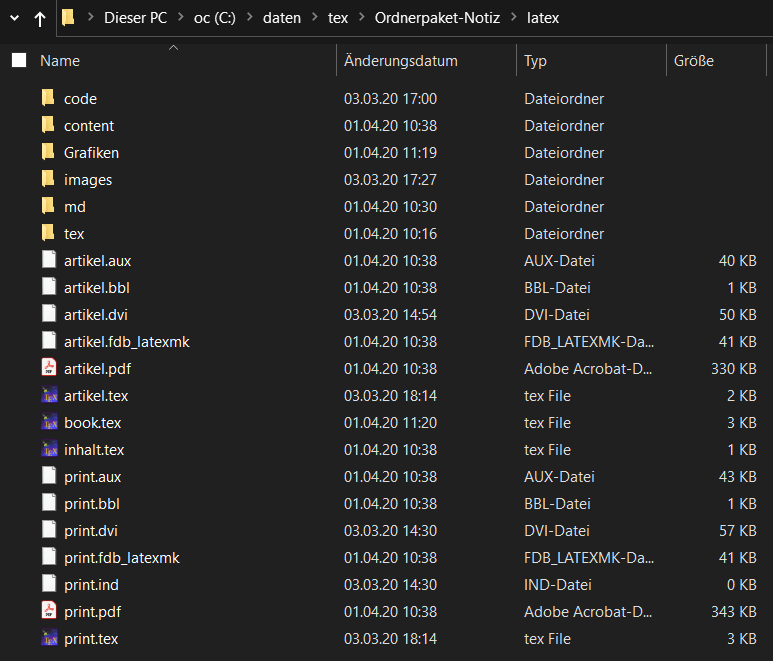 Dieser PC > oc (C:) > daten > tex > Ordnerpaket-Notiz > latex
Name Änderungsdatum Typ Größe
code 03.03.20 17:00 Dateiordner
content 01.04.20 10:38 Dateiordner
Grafiken 01.04.20 11:19 Dateiordner
images 03.03.20 17:27 Dateiordner
md 01.04.20 10:30 Dateiordner
tex 01.04.20 10:16 Dateiordner
artikel.aux 01.04.20 10:38 AUX-Datei 40 KB
artikel.bbl 01.04.20 10:38 BBL-Datei 1 KB
artikel.dvi 03.03.20 14:54 DVI-Datei 50 KB
artikel.fdb_latexmk 01.04.20 10:38 FDB_LATEXMK-Da... 41 KB
artikel.pdf 01.04.20 10:38 Adobe Acrobat-D... 330 KB
artikel.tex 03.03.20 18:14 tex File 2 KB
book.tex 01.04.20 11:20 tex File 3 KB
inhalt.tex 01.04.20 10:38 tex File 1 KB
print.aux 01.04.20 10:38 AUX-Datei 43 KB
print.bbl 01.04.20 10:38 BBL-Datei 1 KB
print.dvi 03.03.20 14:30 DVI-Datei 57 KB
print.fdb_latexmk 01.04.20 10:38 FDB_LATEXMK-Da... 41 KB
print.ind 03.03.20 14:30 IND-Datei 0 KB
print.pdf 01.04.20 10:38 Adobe Acrobat-D... 343 KB
print.tex 03.03.20 18:14 tex File 3 KB